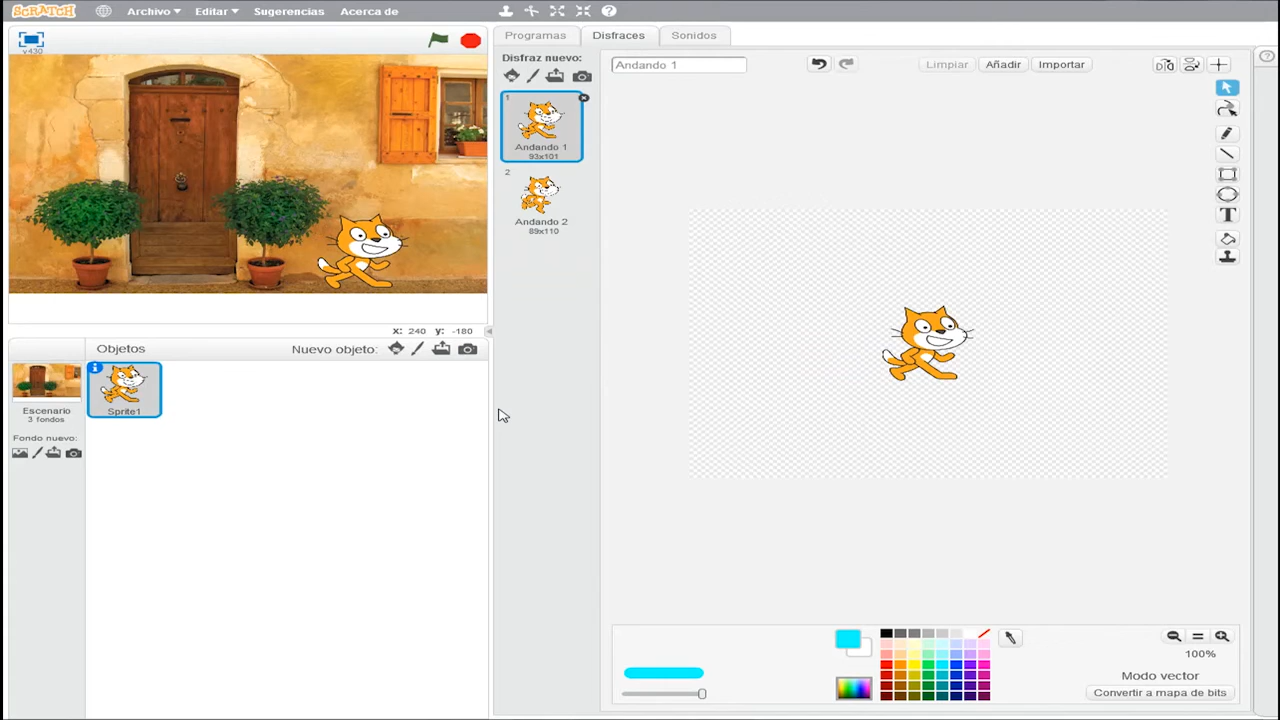 SCRATCH Archivo Editar Sugerencias Acerca de
v430
Programas Disfraces Sonidos
Disfraz nuevo:
Andando 1
Limpiar Añadir Importar
1
Andando 1
93x101
2
Andando 2
89x110
T
x: 240 y: -180
Objetos Nuevo objeto:
Escenario
3 fondos
Sprite1
Fondo nuevo:
100%
Modo vector
Convertir a mapa de bits